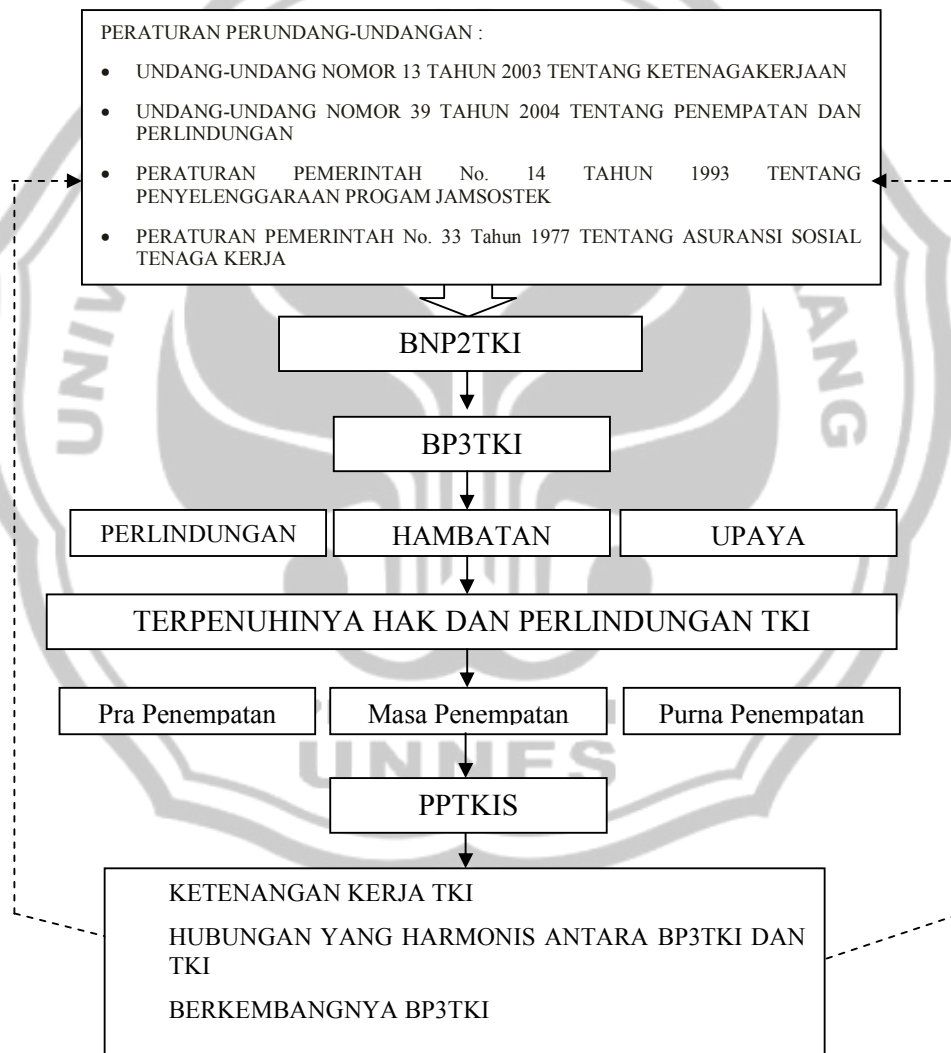 PERATURAN PERUNDANG-UNDANGAN :
• UNDANG-UNDANG NOMOR 13 TAHUN 2003 TENTANG KETENAGAKERJAAN
• UNDANG-UNDANG NOMOR 39 TAHUN 2004 TENTANG PENEMPATAN DAN
PERLINDUNGAN
• PERATURAN PEMERINTAH No. 14 TAHUN 1993 TENTANG
PENYELENGGARAAN PROGAM JAMSOSTEK
• PERATURAN PEMERINTAH No. 33 Tahun 1977 TENTANG ASURANSI SOSIAL
TENAGA KERJA
BNP2TKI
BP3TKI
PERLINDUNGAN
HAMBATAN
UPAYA
TERPENUHINYA HAK DAN PERLINDUNGAN TKI
Pra Penempatan
Masa Penempatan
Purna Penempatan
UNNES
PPTKIS
KETENANGAN KERJA TKI
HUBUNGAN YANG HARMONIS ANTARA BP3TKI DAN
TKI
BERKEMBANGNYA BP3TKI